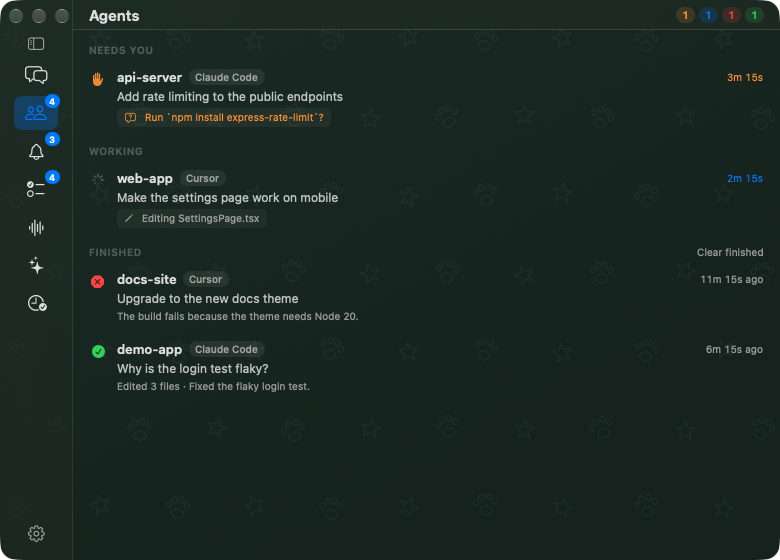 Agents
1 1 1 1
4
3
4
NEEDS YOU
api-server Claude Code 3m 15s
Add rate limiting to the public endpoints
Run `npm install express-rate-limit`?
WORKING
web-app Cursor 2m 15s
Make the settings page work on mobile
Editing SettingsPage.tsx
FINISHED Clear finished
docs-site Cursor 11m 15s ago
Upgrade to the new docs theme
The build fails because the theme needs Node 20.
demo-app Claude Code 6m 15s ago
Why is the login test flaky?
Edited 3 files · Fixed the flaky login test.